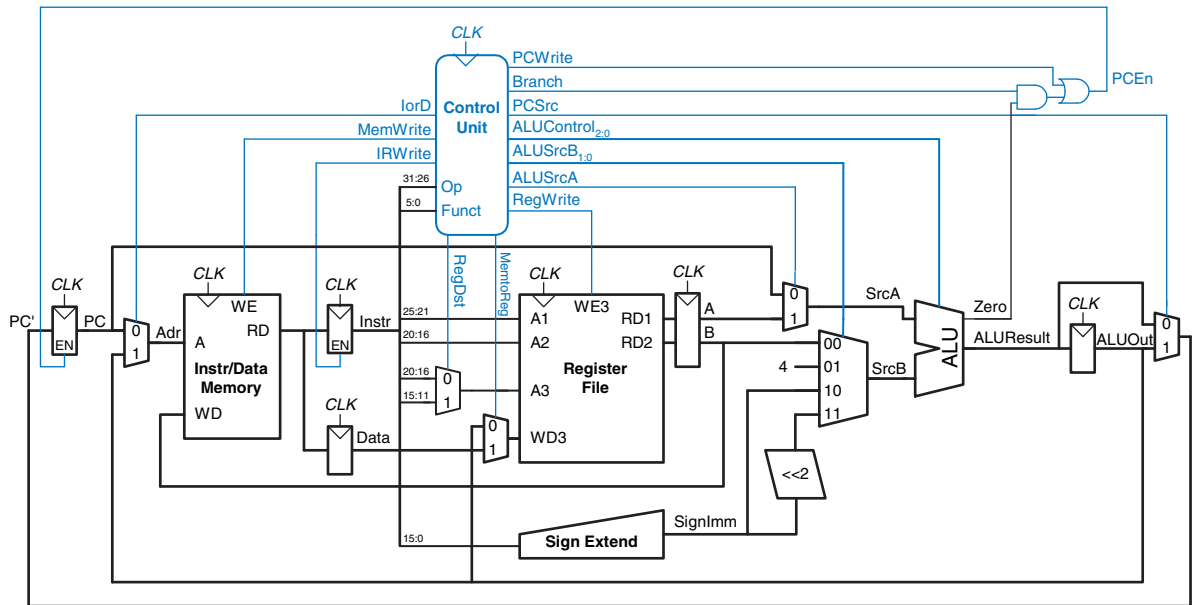 CLK
PCWrite
Branch
PCEn
IorD
Control
Unit
PCSrc
MemWrite
ALUControl2:0
IRWrite
ALUSrcB1:0
31:26
Op
ALUSrcA
5:0
Funct
RegWrite
RegDst
MemtoReg
CLK
CLK
CLK
CLK
CLK
CLK
PC'
PC
EN
0
1
Adr
WE
A
RD
Instr/Data
Memory
WD
EN
Instr
25:21
20:16
20:16
15:11
0
1
CLK
Data
0
1
WE3
A1
A2
A3
WD3
RD1
RD2
Register
File
A
B
0
1
SrcA
00
4
01
10
11
SrcB
<<2
ALU
Zero
ALUResult
ALUOut
0
1
SignImm
15:0
Sign Extend